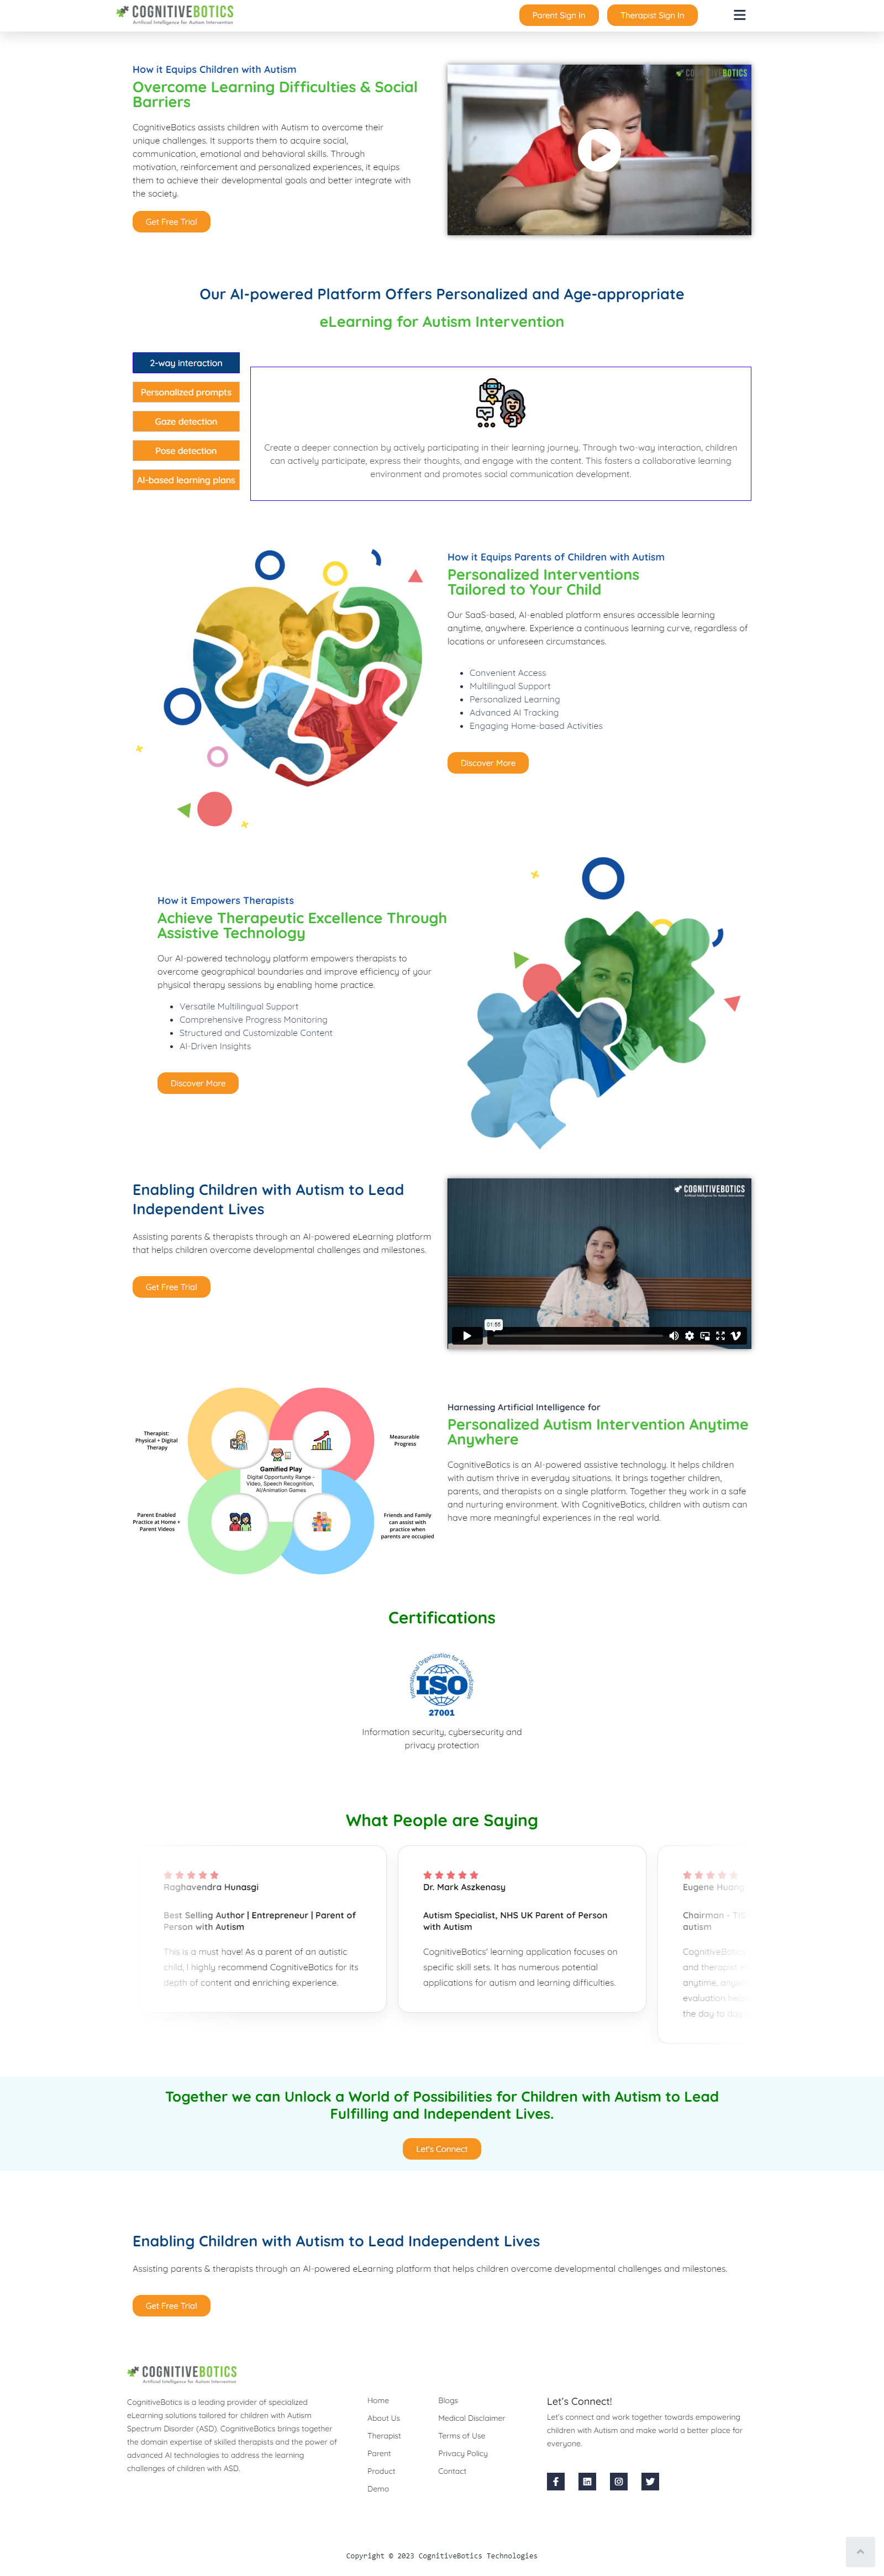 COGNITIVEBOTICS
Artificial Intelligence for Autism Intervention
Parent Sign In
Therapist Sign In
How it Equips Children with Autism
Overcome Learning Difficulties & Social
Barriers
CognitiveBotics assists children with Autism to overcome their
unique challenges. It supports them to acquire social,
communication, emotional and behavioral skills. Through
motivation, reinforcement and personalized experiences, it equips
them to achieve their developmental goals and better integrate with
the society.
Get Free Trial
COGNITIVEBOTICS
Our AI-powered Platform Offers Personalized and Age-appropriate
eLearning for Autism Intervention
2-way interaction
Personalized prompts
Gaze detection
Pose detection
AI-based learning plans
Create a deeper connection by actively participating in their learning journey. Through two-way interaction, children
can actively participate, express their thoughts, and engage with the content. This fosters a collaborative learning
environment and promotes social communication development.
How it Equips Parents of Children with Autism
Personalized Interventions
Tailored to Your Child
Our SaaS-based, AI-enabled platform ensures accessible learning
anytime, anywhere. Experience a continuous learning curve, regardless of
circumstances or unforeseen circumstances.
Convenient Access
Multilingual Support
Personalized Learning
Advanced AI Tracking
Engaging Home-based Activities
Discover More
How it Empowers Therapists
Achieve Therapeutic Excellence Through
Assistive Technology
Our AI-powered technology platform empowers therapists to
overcome geographical boundaries and improve efficiency of your
physical therapy sessions by enabling home practice.
Versatile Multilingual Support
Comprehensive Progress Monitoring
Structured and Customizable Content
AI-Driven Insights
Discover More
Enabling Children with Autism to Lead
Independent Lives
Assisting parents & therapists through an AI-powered eLearning platform
that helps children overcome developmental challenges and milestones.
Get Free Trial
COGNITIVEBOTICS
Artificial Intelligence for Autism Intervention
01:55
Therapist:
Physical + Digital
Therapy
Measurable
Progress
Gamified Play
Digital Opportunity Range -
Video, Speech Recognition,
AI/Animation Games
Parent Enabled
Practice at Home +
Parent Videos
Friends and Family
can assist with
practice when
parents are occupied
Harnessing Artificial Intelligence for
Personalized Autism Intervention Anytime
Anywhere
CognitiveBotics is an AI-powered assistive technology. It helps children
with autism thrive in everyday situations. It brings together children,
parents, and therapists on a single platform. Together they work in a safe
and nurturing environment. With CognitiveBotics, children with autism can
have more meaningful experiences in the real world.
Certifications
International Organization for Standardization
ISO
27001
Information security, cybersecurity and
privacy protection
What People are Saying
Raghavendra Hunasgi
Best Selling Author | Entrepreneur | Parent of
Person with Autism
This is a must have! As a parent of an autistic
child, I highly recommend CognitiveBotics for its
depth of content and enriching experience.
Dr. Mark Aszkenasy
Autism Specialist, NHS UK Parent of Person
with Autism
CognitiveBotics' learning application focuses on
specific skill sets. It has numerous potential
applications for autism and learning difficulties.
Eugene Huang
Chairman - TIS
autism
CognitiveBotics
and therapist
anytime, anyw
evaluation
the day to day
Together we can Unlock a World of Possibilities for Children with Autism to Lead
Fulfilling and Independent Lives.
Let's Connect
Enabling Children with Autism to Lead Independent Lives
Assisting parents & therapists through an AI-powered eLearning platform that helps children overcome developmental challenges and milestones.
Get Free Trial
COGNITIVEBOTICS
Artificial Intelligence for Autism Intervention
CognitiveBotics is a leading provider of specialized
eLearning solutions tailored for children with Autism
Spectrum Disorder (ASD). CognitiveBotics brings together
the domain expertise of skilled therapists and the power of
advanced AI technologies to address the learning
challenges of children with ASD.
Home
About Us
Therapist
Parent
Product
Demo
Blogs
Medical Disclaimer
Terms of Use
Privacy Policy
Contact
Let's Connect!
Let's connect and work together towards empowering
children with Autism and make world a better place for
everyone.
Copyright © 2023 CognitiveBotics Technologies